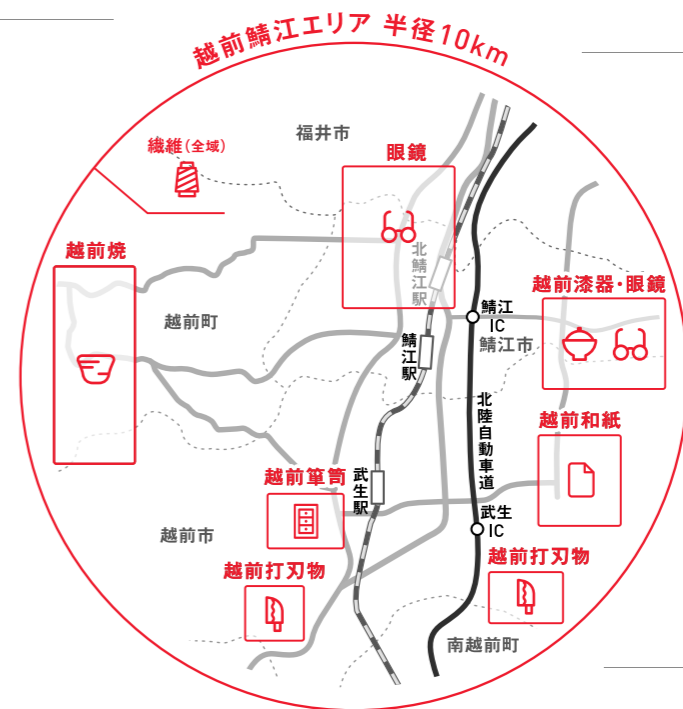 越前鯖江エリア 半径10km
福井市
繊維(全域)
眼鏡
越前焼
北鯖江駅
越前漆器・眼鏡
鯖江
IC
越前町
鯖江市
鯖江駅
北陸自動車道
越前和紙
越前箪笥
武生駅
武生
IC
越前市
越前打刃物
越前打刃物
南越前町